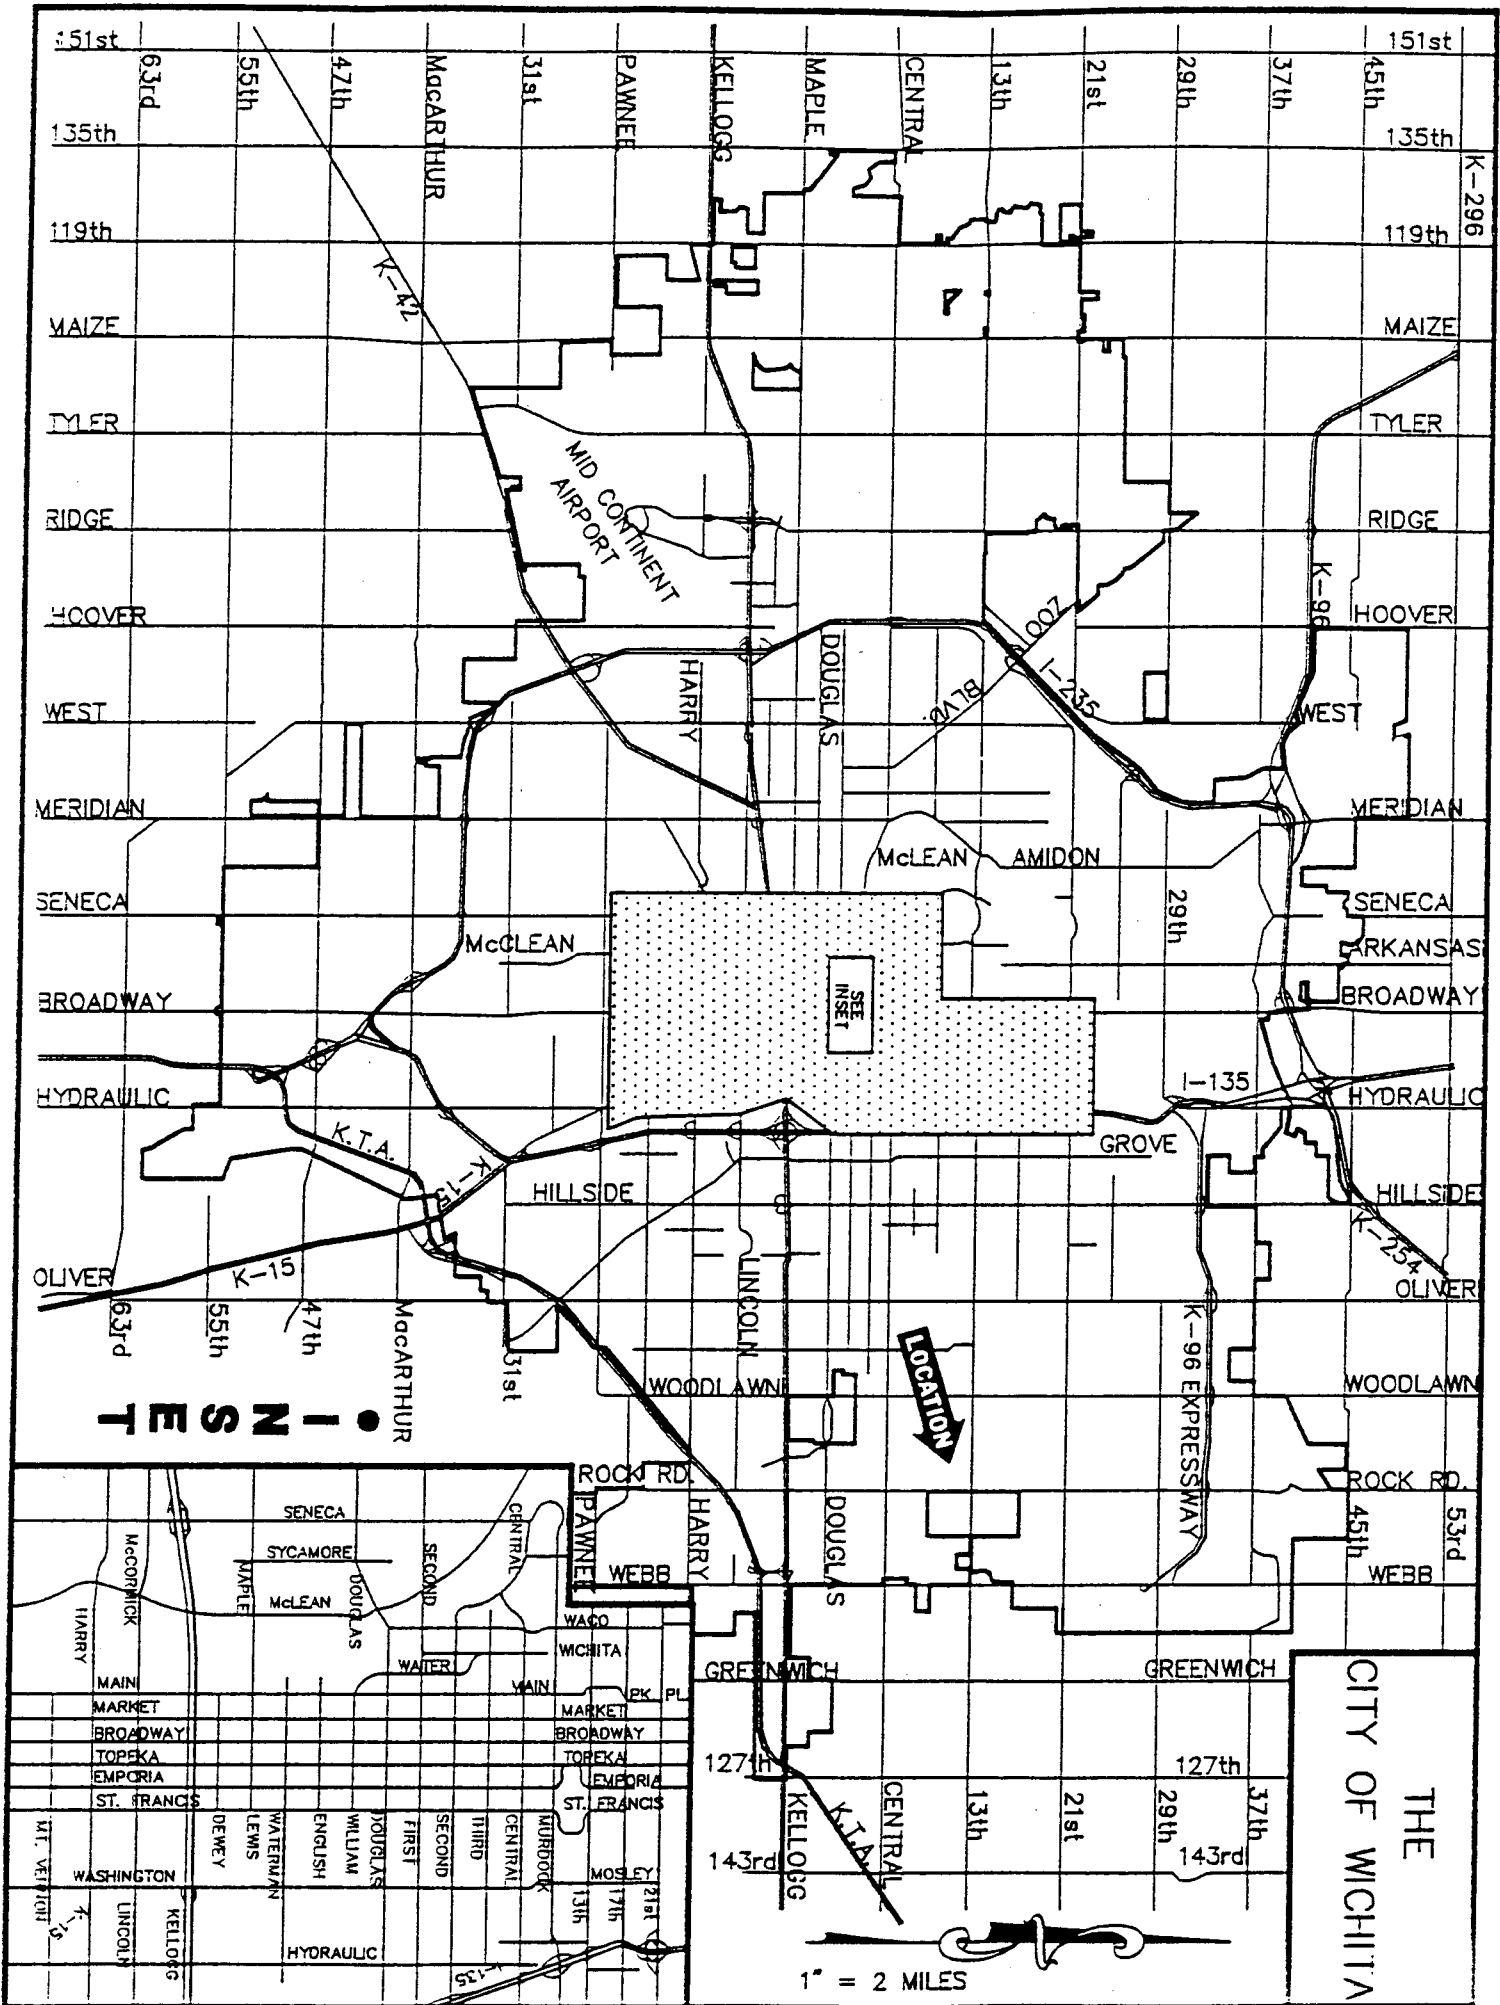 151st
135th
119th
MAIZE
TYLER
RIDGE
HOOVER
WEST
MERIDIAN
SENECA
BROADWAY
HYDRAULIC
OLIVER
63rd
55th
47th
MacARTHUR
31st
PAWNEE
KELLOGG
MAPLE
CENTRAL
13th
21st
29th
37th
45th
K-296
151st
135th
119th
MAIZE
TYLER
RIDGE
HOOVER
WEST
MERIDIAN
SENECA
ARKANSAS
BROADWAY
HYDRAULIC
HILLSIDE
OLIVER
WOODLAWN
ROCK RD.
WEBB
GREENWICH
127th
143rd
K-42
MID CONTINENT
AIRPORT
K-96
ZOO
BLVD.
I-235
HARRY
DOUGLAS
McLEAN
AMIDON
29th
McCLEAN
SEE
INSET
I-135
GROVE
K.T.A.
K-15
HILLSIDE
K-254
K-15
LINCOLN
K-96 EXPRESSWAY
LOCATION
WOODLAWN
63rd
55th
47th
MacARTHUR
31st
ROCK RD.
PAWNEE
HARRY
DOUGLAS
WEBB
45th
53rd
GREENWICH
127th
143rd
KELLOGG
K.T.A.
CENTRAL
13th
21st
29th
37th
THE
CITY OF WICHITA
1" = 2 MILES
• INSET
SENECA
SYCAMORE
McLEAN
McCORMICK
HARRY
MAPLE
DOUGLAS
SECOND
CENTRAL
WACO
WICHITA
WATER
MAIN
MAIN
PK PL
MARKET
MARKET
BROADWAY
BROADWAY
TOPEKA
TOPEKA
EMPORIA
EMPORIA
ST. FRANCIS
ST. FRANCIS
MT. VERNON
K-15
LINCOLN
KELLOGG
DEWEY
LEWIS
WATERMAN
ENGLISH
WILLIAM
DOUGLAS
FIRST
SECOND
THIRD
CENTRAL
MURDOCK
13th
17th
21st
WASHINGTON
MOSLEY
HYDRAULIC
I-135